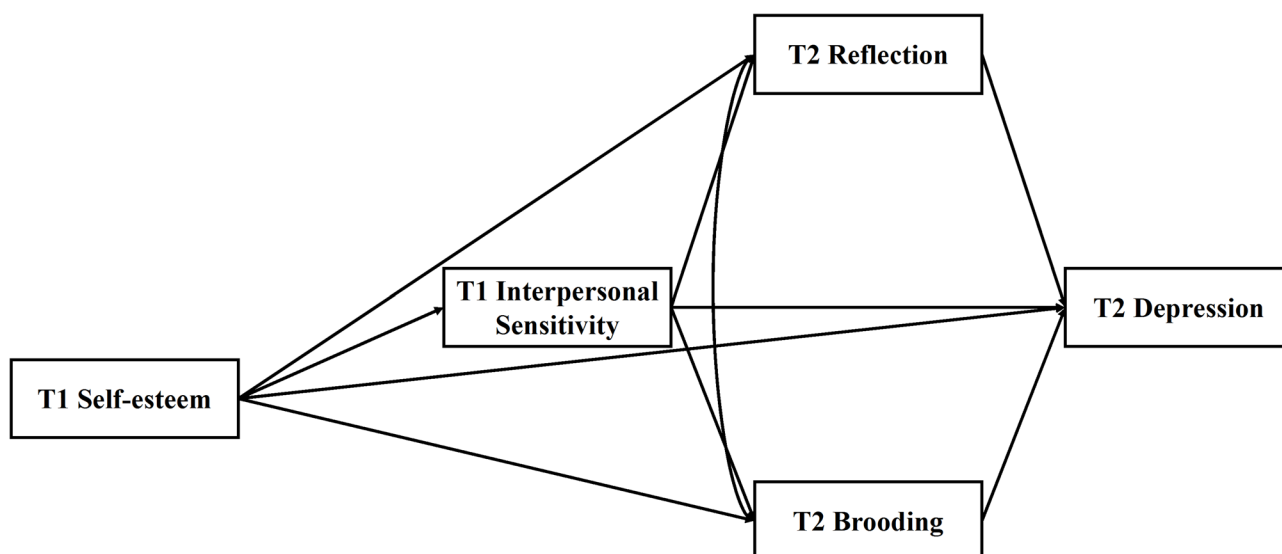 T2 Reflection
T1 Interpersonal
Sensitivity
T2 Depression
T1 Self-esteem
T2 Brooding